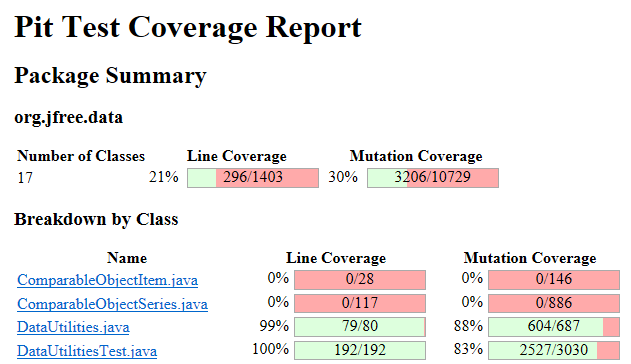 Pit Test Coverage Report
Package Summary
org.jfree.data
Number of Classes Line Coverage Mutation Coverage
17 21% 296/1403 30% 3206/10729
Breakdown by Class
Name Line Coverage Mutation Coverage
ComparableObjectItem.java 0% 0/28 0% 0/146
ComparableObjectSeries.java 0% 0/117 0% 0/886
DataUtilities.java 99% 79/80 88% 604/687
DataUtilitiesTest.java 100% 192/192 83% 2527/3030